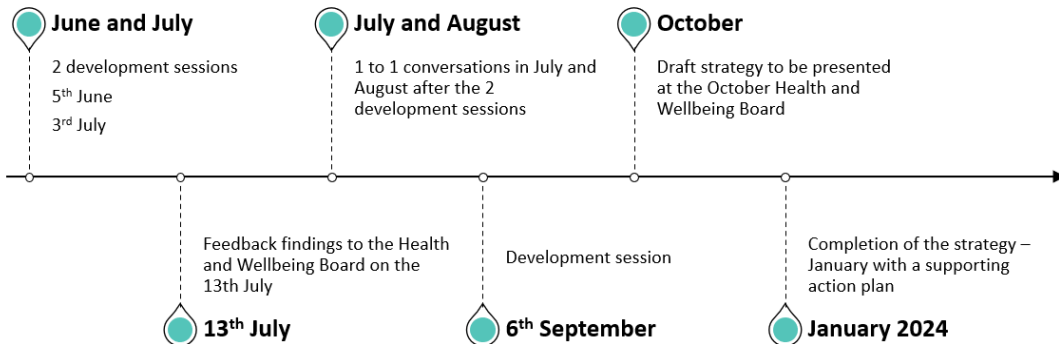 June and July
2 development sessions
5th June
3rd July
13th July
Feedback findings to the Health
and Wellbeing Board on the
13th July
July and August
1 to 1 conversations in July and
August after the 2
development sessions
6th September
Development session
October
Draft strategy to be presented
at the October Health and
Wellbeing Board
January 2024
Completion of the strategy –
January with a supporting
action plan